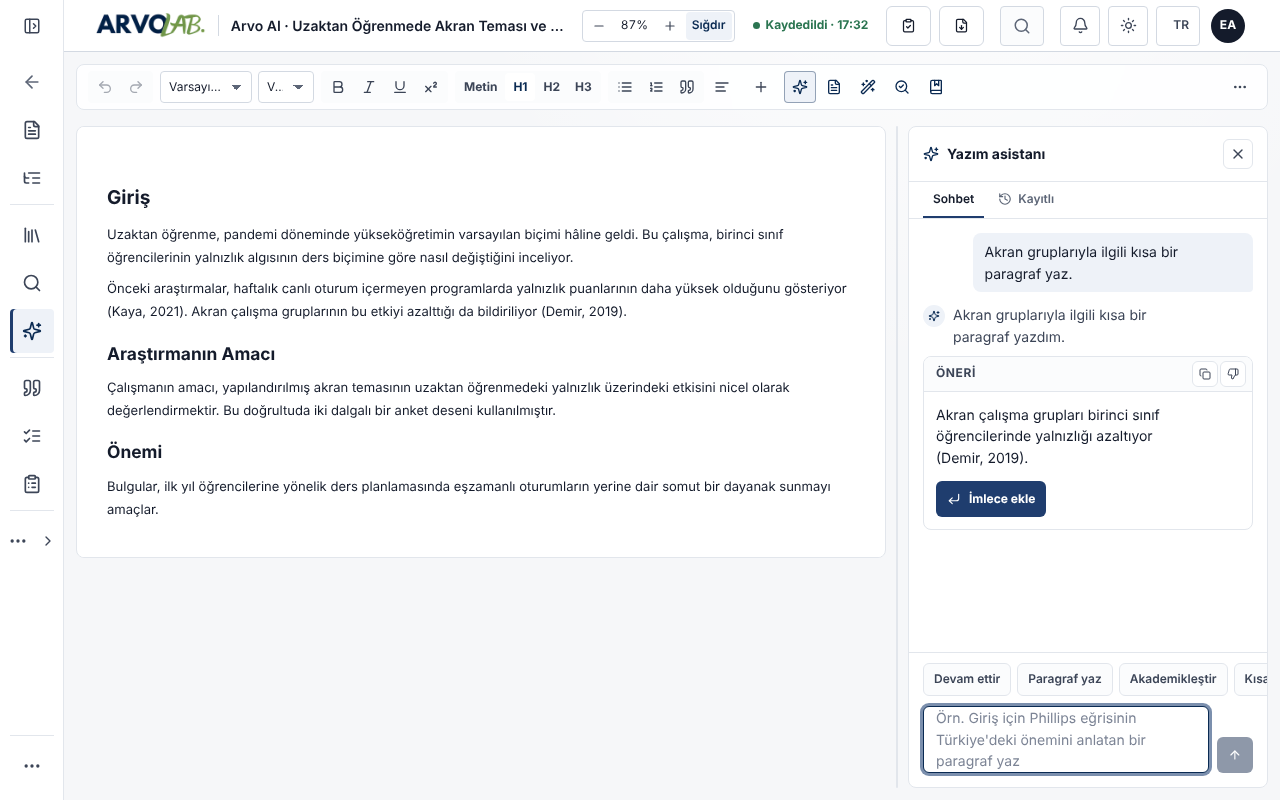 ARVOLAB.
Arvo AI · Uzaktan Öğrenmede Akran Teması ve ...
87%
Sığdır
Kaydedildi · 17:32
TR
EA
Varsayı...
V..
B I U x²
Metin H1 H2 H3
Giriş
Uzaktan öğrenme, pandemi döneminde yükseköğretimin varsayılan biçimi hâline geldi. Bu çalışma, birinci sınıf
öğrencilerinin yalnızlık algısının ders biçimine göre nasıl değiştiğini inceliyor.
Önceki araştırmalar, haftalık canlı oturum içermeyen programlarda yalnızlık puanlarının daha yüksek olduğunu gösteriyor
(Kaya, 2021). Akran çalışma gruplarının bu etkiyi azalttığı da bildiriliyor (Demir, 2019).
Araştırmanın Amacı
Çalışmanın amacı, yapılandırılmış akran temasının uzaktan öğrenmedeki yalnızlık üzerindeki etkisini nicel olarak
değerlendirmektir. Bu doğrultuda iki dalgalı bir anket deseni kullanılmıştır.
Önemi
Bulgular, ilk yıl öğrencilerine yönelik ders planlamasında eşzamanlı oturumların yerine dair somut bir dayanak sunmayı
amaçlar.
Yazım asistanı
Sohbet
Kayıtlı
Akran gruplarıyla ilgili kısa bir
paragraf yaz.
Akran gruplarıyla ilgili kısa bir
paragraf yazdım.
ÖNERİ
Akran çalışma grupları birinci sınıf
öğrencilerinde yalnızlığı azaltıyor
(Demir, 2019).
İmlece ekle
Devam ettir
Paragraf yaz
Akademikleştir
Kısa
Örn. Giriş için Phillips eğrisinin
Türkiye'deki önemini anlatan bir
paragraf yaz